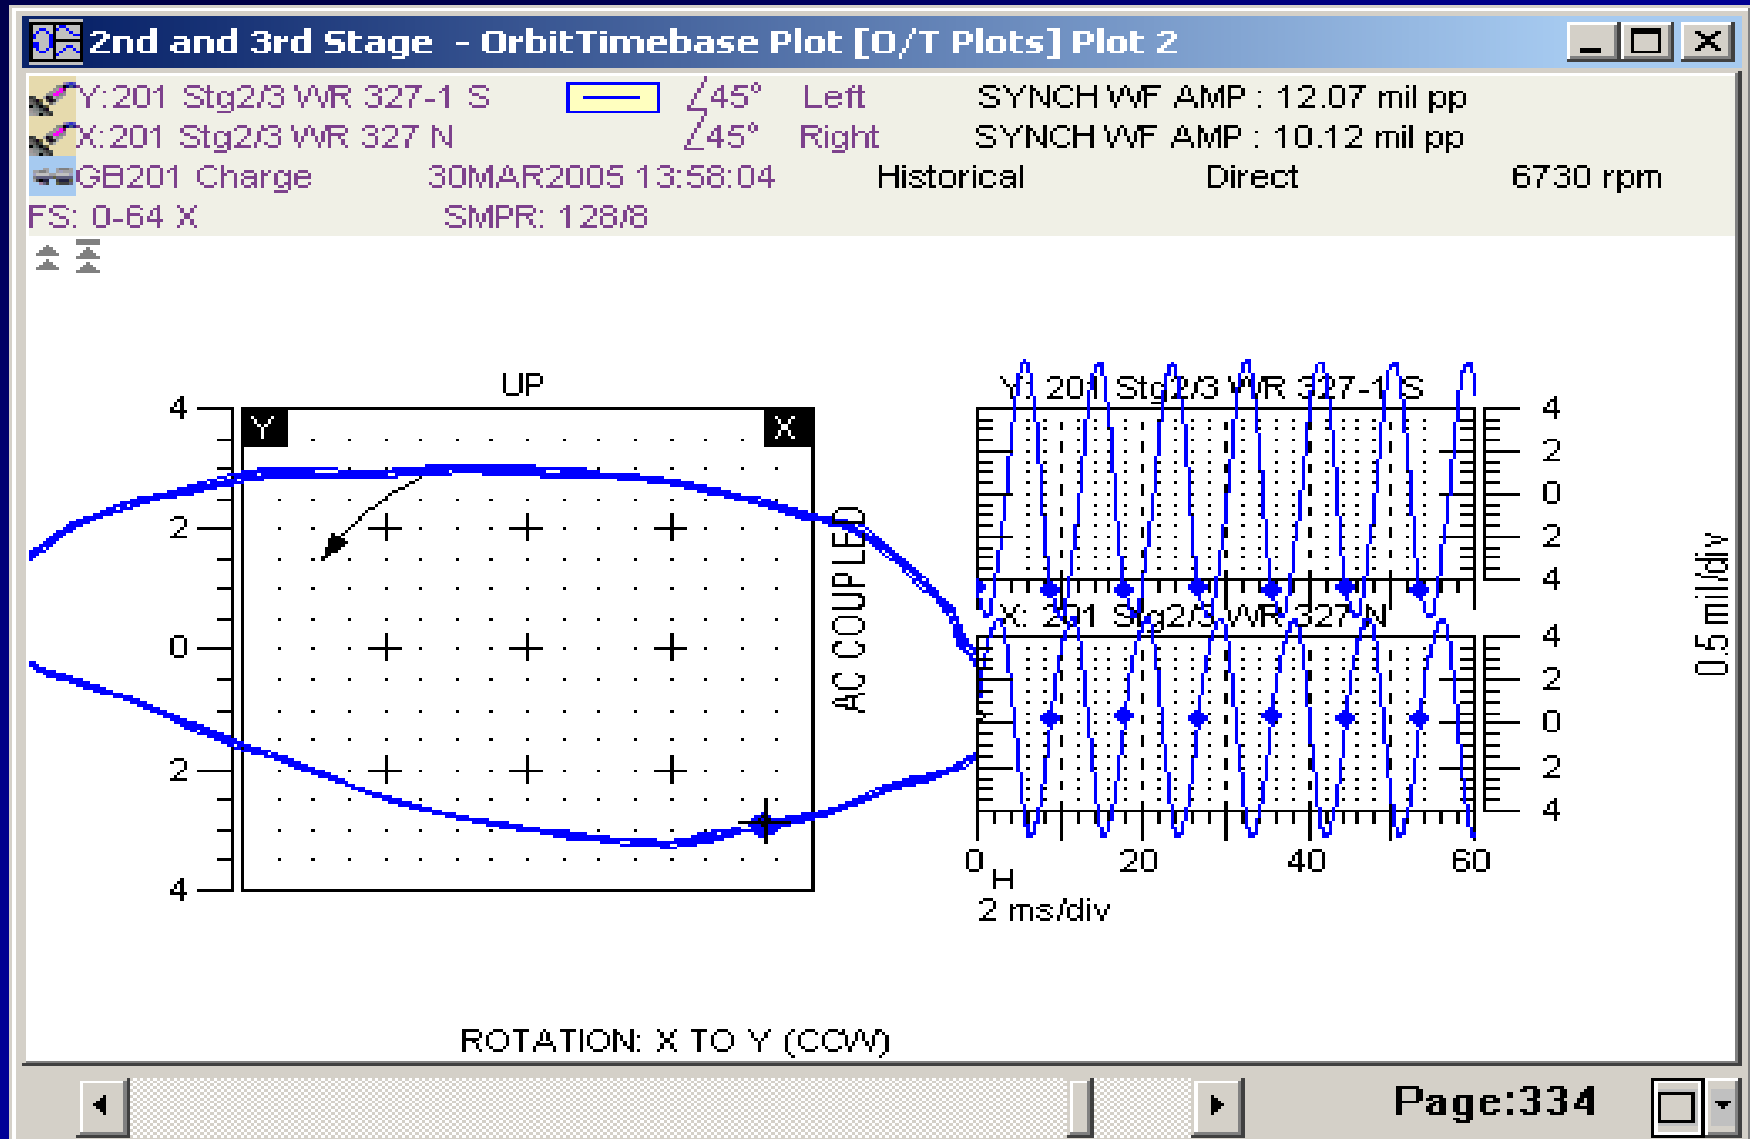 2nd and 3rd Stage - OrbitTimebase Plot [O/T Plots] Plot 2
Y:201 Stg2/3 WR 327-1 S ∠45° Left SYNCH WF AMP : 12.07 mil pp
X:201 Stg2/3 WR 327 N ∠45° Right SYNCH WF AMP : 10.12 mil pp
GB201 Charge 30MAR2005 13:58:04 Historical Direct 6730 rpm
FS: 0-64 X SMPR: 128/8
UP
Y X
4
2
0
2
4
AC COUPLED
Y: 201 Stg2/3 WR 327-1 S
4
2
0
2
4
X: 201 Stg2/3 WR 327 N
4
2
0
2
4
0 20 40 60
H
2 ms/div
0.5 mil/div
ROTATION: X TO Y (CCW)
Page:334